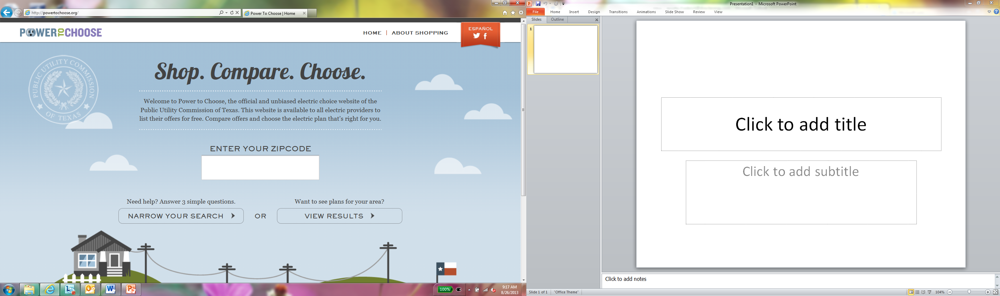 http://powertochoose.org/
Power To Choose | Home
POWER TO CHOOSE
HOME | ABOUT SHOPPING
ESPAÑOL
PUBLIC UTILITY COMMISSION
OF TEXAS
Shop. Compare. Choose.
Welcome to Power to Choose, the official and unbiased electric choice website of the
Public Utility Commission of Texas. This website is available to all electric providers to
list their offers for free. Compare offers and choose the electric plan that's right for you.
ENTER YOUR ZIPCODE
Need help? Answer 3 simple questions.
NARROW YOUR SEARCH
OR
Want to see plans for your area?
VIEW RESULTS
100%
9:17 AM
8/26/2013
Presentation1 - Microsoft PowerPoint
File Home Insert Design Transitions Animations Slide Show Review View
Slides Outline
1
Click to add title
Click to add subtitle
Click to add notes
Slide 1 of 1 "Office Theme" 104%